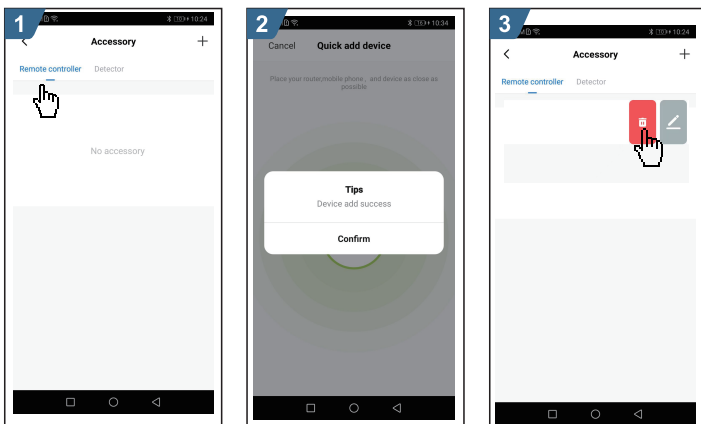 1
10:24
Accessory
Remote controller Detector
No accessory
2
10:34
Cancel Quick add device
Place your router,mobile phone, and device as close as
possible
Tips
Device add success
Confirm
3
10:24
Accessory
Remote controller Detector